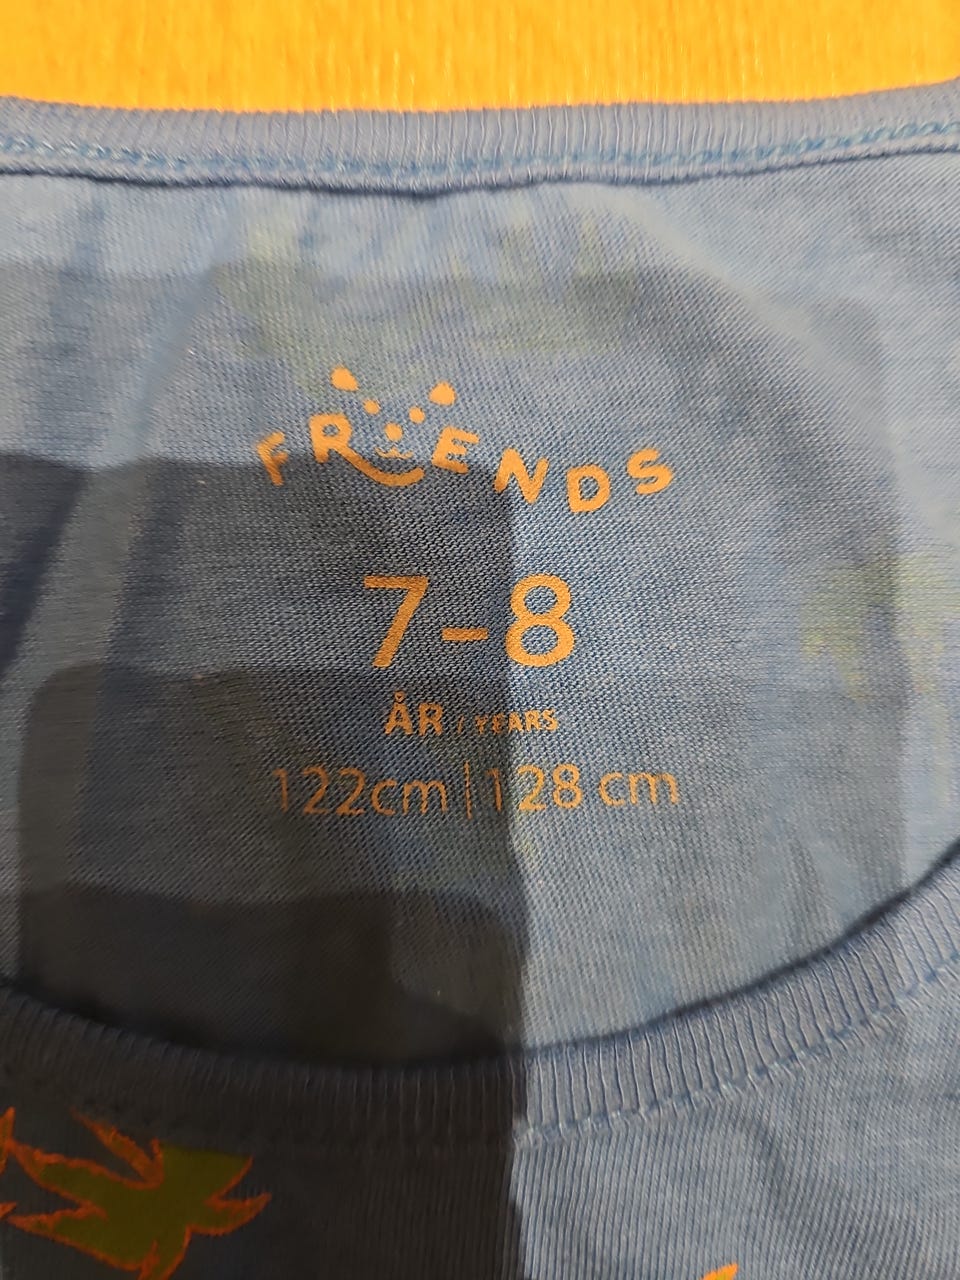 FRIENDS
7-8
ÅR / YEARS
122cm | 128 cm